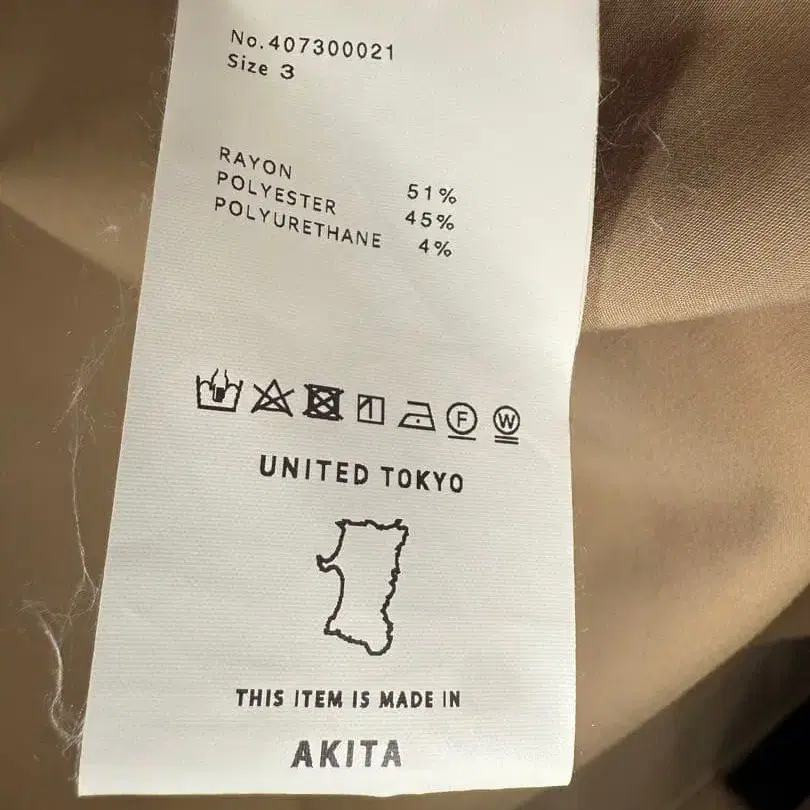 No.407300021
Size 3
RAYON 51%
POLYESTER 45%
POLYURETHANE 4%
F W
UNITED TOKYO
THIS ITEM IS MADE IN
AKITA